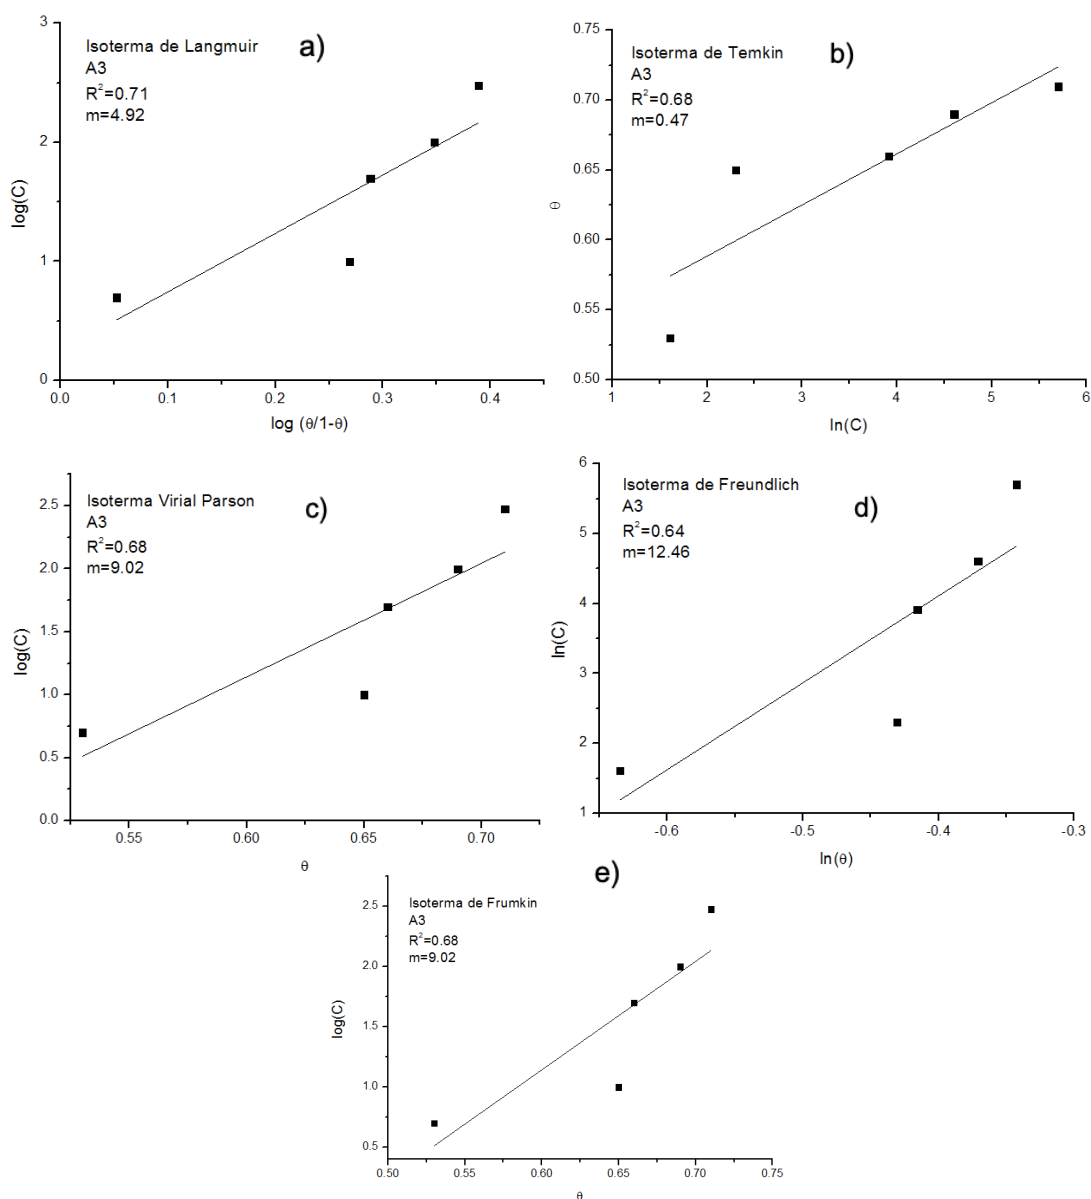 Isoterma de Langmuir
A3
R²=0.71
m=4.92
a)
3
2
1
0
log(C)
0.0 0.1 0.2 0.3 0.4
log (θ/1-θ)
Isoterma de Temkin
A3
R²=0.68
m=0.47
b)
0.75
0.70
0.65
0.60
0.55
0.50
θ
1 2 3 4 5 6
ln(C)
Isoterma Virial Parson
A3
R²=0.68
m=9.02
c)
2.5
2.0
1.5
1.0
0.5
0.0
log(C)
0.55 0.60 0.65 0.70
θ
Isoterma de Freundlich
A3
R²=0.64
m=12.46
d)
6
5
4
3
2
1
ln(C)
-0.6 -0.5 -0.4 -0.3
ln(θ)
Isoterma de Frumkin
A3
R²=0.68
m=9.02
e)
2.5
2.0
1.5
1.0
0.5
log(C)
0.50 0.55 0.60 0.65 0.70 0.75
θ